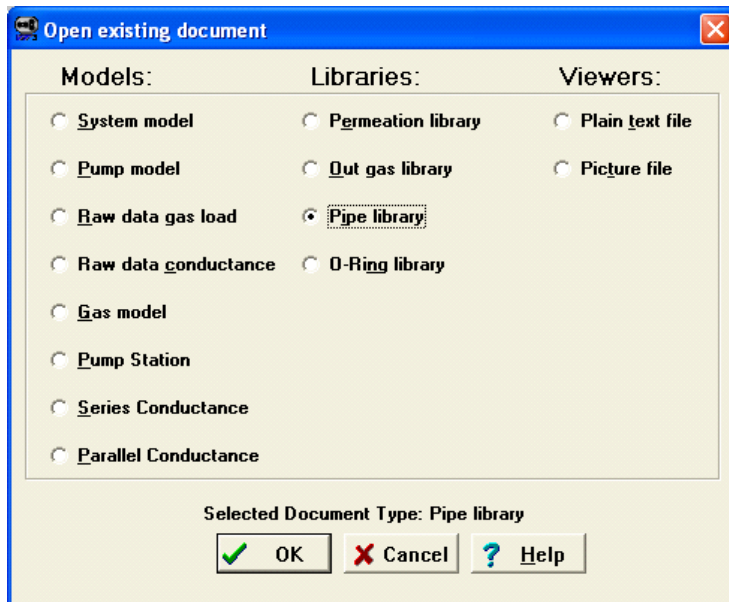 Open existing document
Models: Libraries: Viewers:
System model Permeation library Plain text file
Pump model Out gas library Picture file
Raw data gas load Pipe library
Raw data conductance O-Ring library
Gas model
Pump Station
Series Conductance
Parallel Conductance
Selected Document Type: Pipe library
OK Cancel ? Help